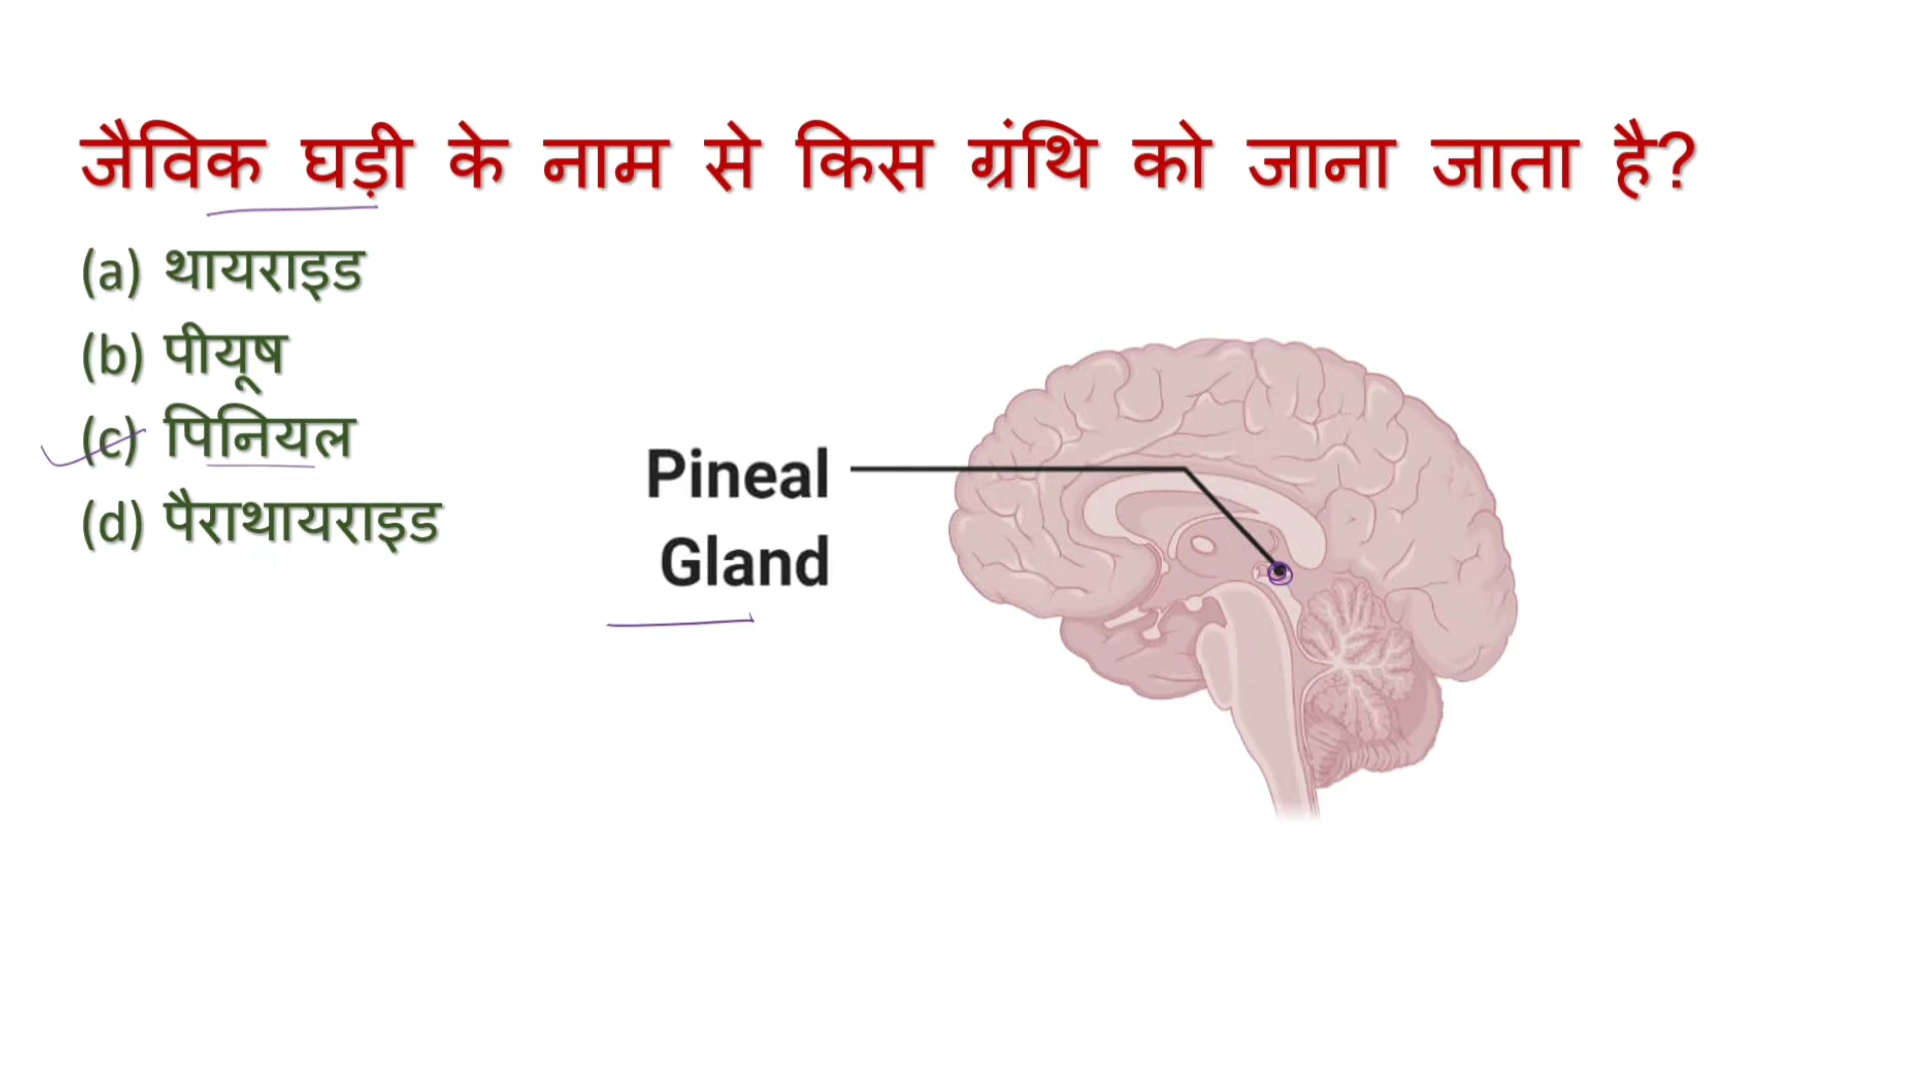 जैविक घड़ी के नाम से किस ग्रंथि को जाना जाता है?
(a) थायराइड
(b) पीयूष
(c) पिनियल
(d) पैराथायराइड
Pineal
Gland